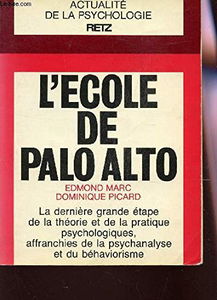 ACTUALITÉ
DE LA PSYCHOLOGIE
RETZ
L'ECOLE
DE
PALO ALTO
EDMOND MARC
DOMINIQUE PICARD
La dernière grande étape
de la théorie et de la pratique
psychologiques,
affranchies de la psychanalyse
et du béhaviorisme